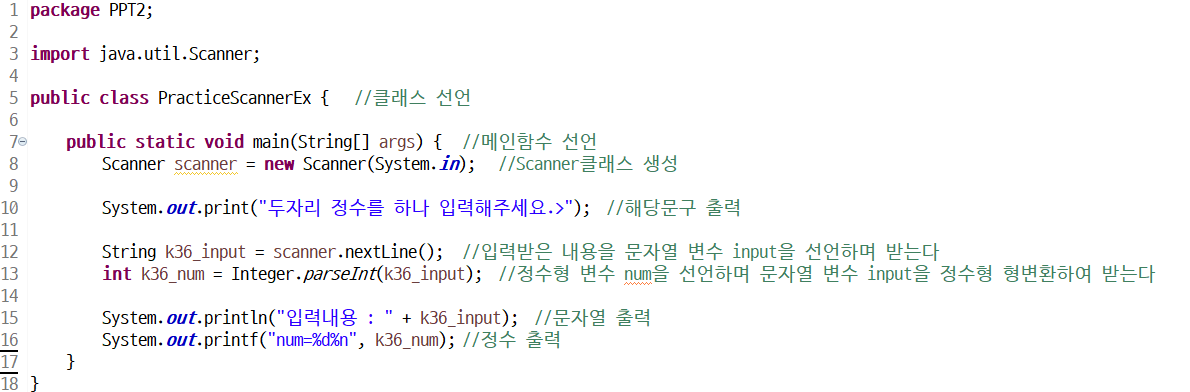 1 package PPT2;
2
3 import java.util.Scanner;
4
5 public class PracticeScannerEx {   //클래스 선언
6
7     public static void main(String[] args) {  //메인함수 선언
8         Scanner scanner = new Scanner(System.in);  //Scanner클래스 생성
9
10         System.out.print("두자리 정수를 하나 입력해주세요.>");  //해당문구 출력
11
12         String k36_input = scanner.nextLine();  //입력받은 내용을 문자열 변수 input을 선언하며 받는다
13         int k36_num = Integer.parseInt(k36_input);  //정수형 변수 num을 선언하며 문자열 변수 input을 정수형 형변환하여 받는다
14
15         System.out.println("입력내용 : " + k36_input);  //문자열 출력
16         System.out.printf("num=%d%n", k36_num); //정수 출력
17     }
18 }